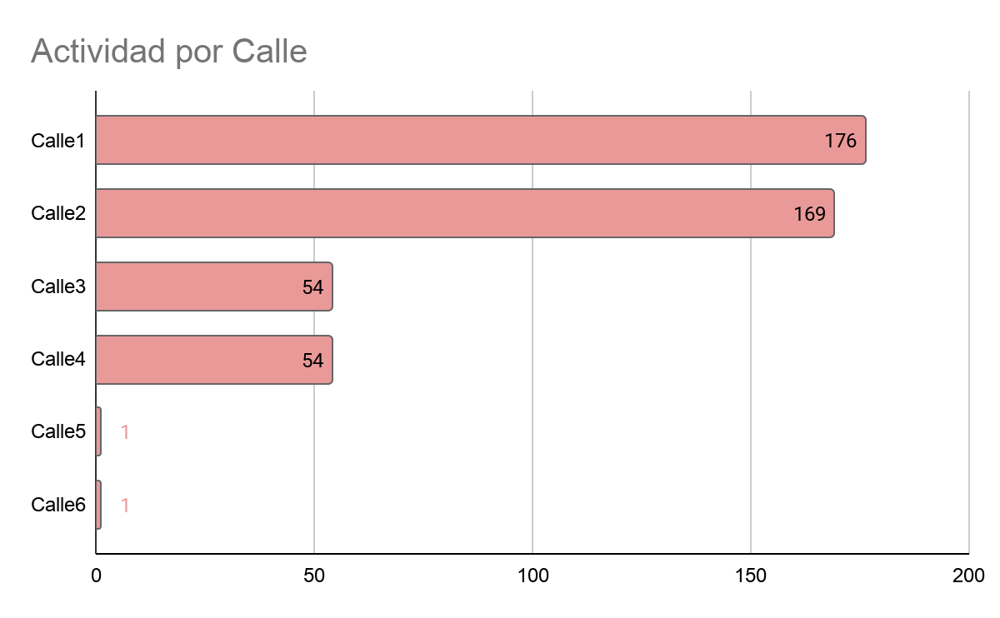 Actividad por Calle
Calle1 176
Calle2 169
Calle3 54
Calle4 54
Calle5 1
Calle6 1
0 50 100 150 200